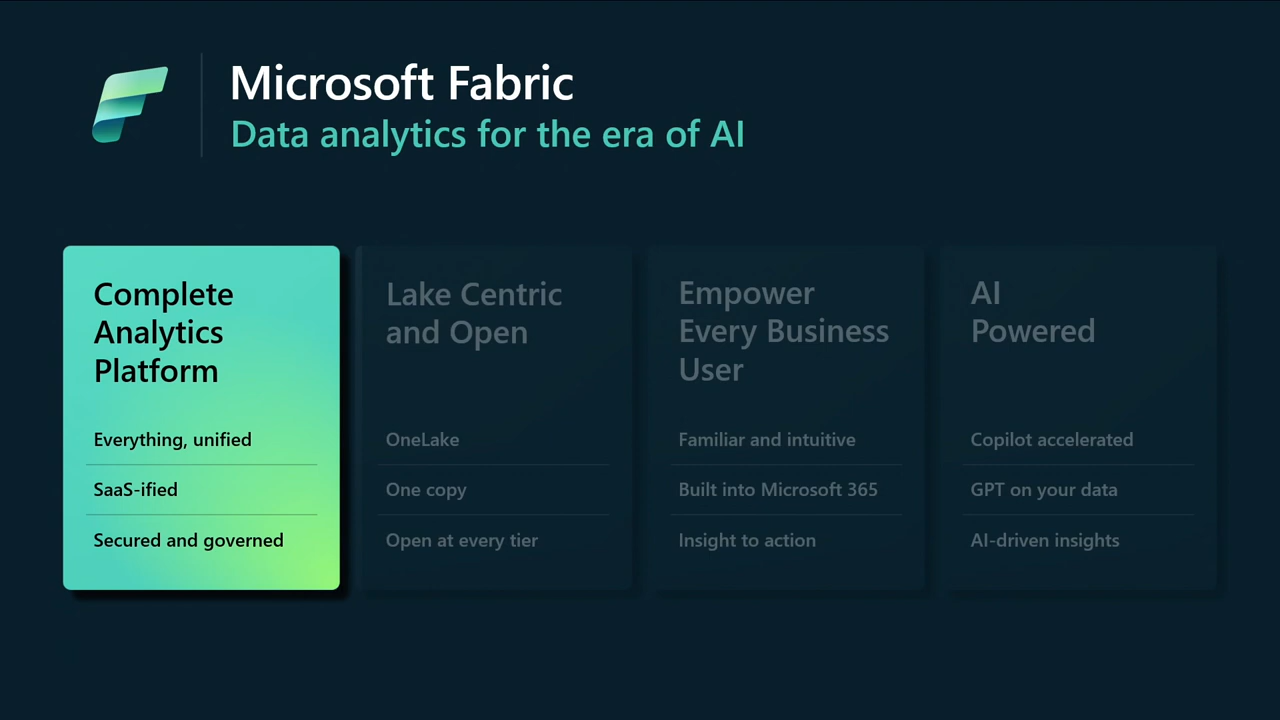 Microsoft Fabric
Data analytics for the era of AI
Complete
Analytics
Platform
Everything, unified
SaaS-ified
Secured and governed
Lake Centric
and Open
OneLake
One copy
Open at every tier
Empower
Every Business
User
Familiar and intuitive
Built into Microsoft 365
Insight to action
AI
Powered
Copilot accelerated
GPT on your data
AI-driven insights